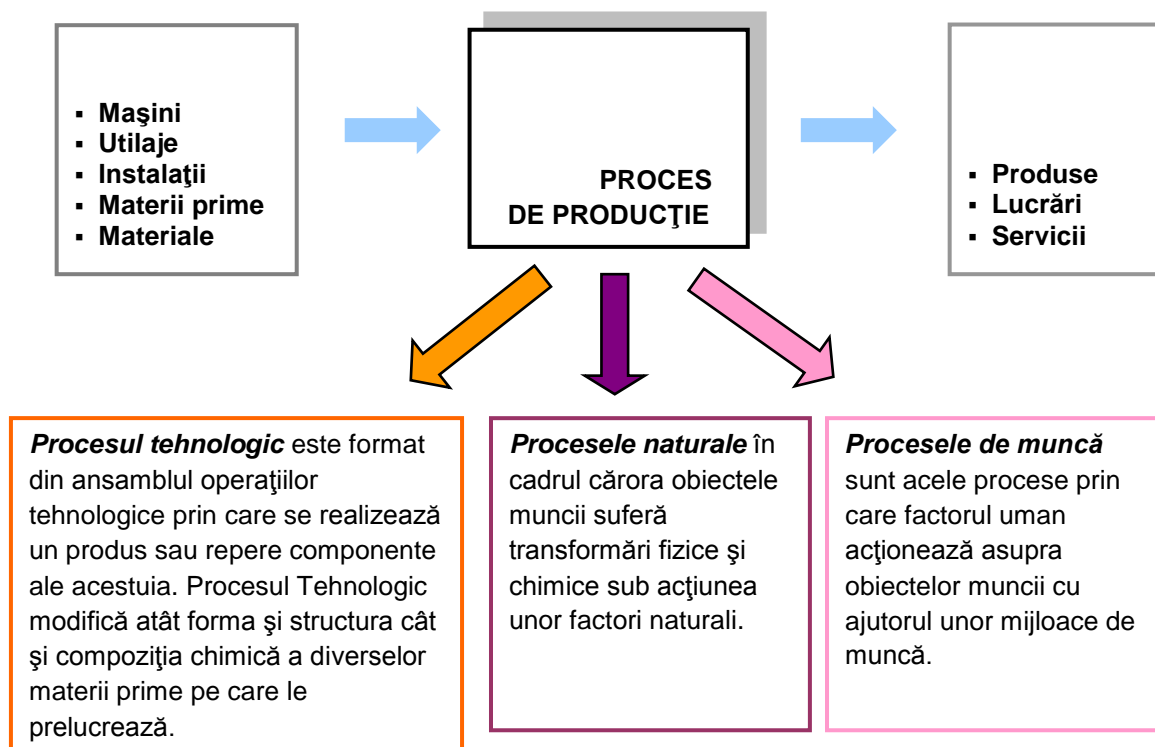 ▪ Maşini
▪ Utilaje
▪ Instalaţii
▪ Materii prime
▪ Materiale
PROCES
DE PRODUCŢIE
▪ Produse
▪ Lucrări
▪ Servicii
Procesul tehnologic este format
din ansamblul operaţiilor
tehnologice prin care se realizează
un produs sau repere componente
ale acestuia. Procesul Tehnologic
modifică atât forma şi structura cât
şi compoziţia chimică a diverselor
materii prime pe care le
prelucrează.
Procesele naturale în
cadrul cărora obiectele
muncii suferă
transformări fizice şi
chimice sub acţiunea
unor factori naturali.
Procesele de muncă
sunt acele procese prin
care factorul uman
acţionează asupra
obiectelor muncii cu
ajutorul unor mijloace de
muncă.